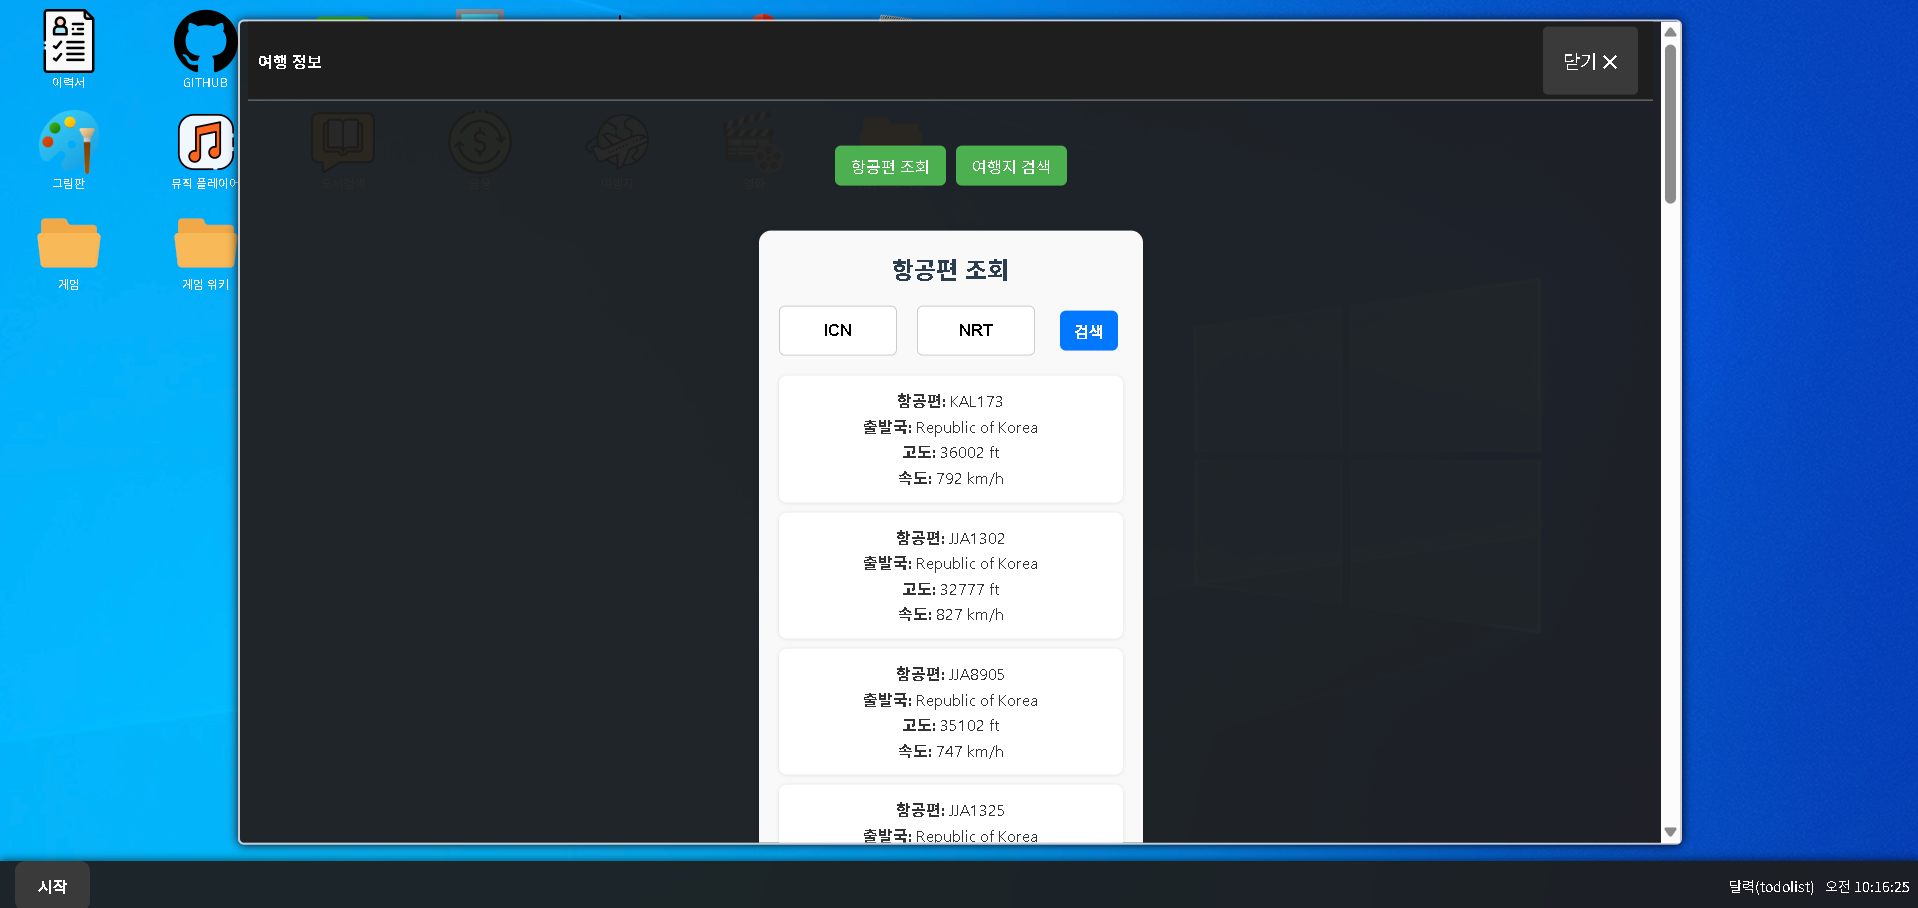 이력서
GITHUB
그림판
뮤직 플레이어
게임
게임 위키
여행 정보
닫기 ✕
항공편 조회
여행지 검색
항공편 조회
ICN
NRT
검색
항공편: KAL173
출발국: Republic of Korea
고도: 36002 ft
속도: 792 km/h
항공편: JJA1302
출발국: Republic of Korea
고도: 32777 ft
속도: 827 km/h
항공편: JJA8905
출발국: Republic of Korea
고도: 35102 ft
속도: 747 km/h
항공편: JJA1325
출발국: Republic of Korea
시작
달력(todolist)
오전 10:16:25